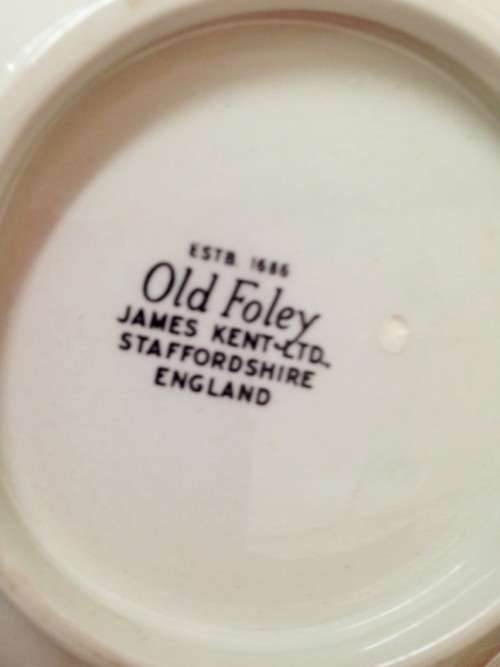 ESTB. 1686
Old Foley
JAMES KENT LTD.
STAFFORDSHIRE
ENGLAND